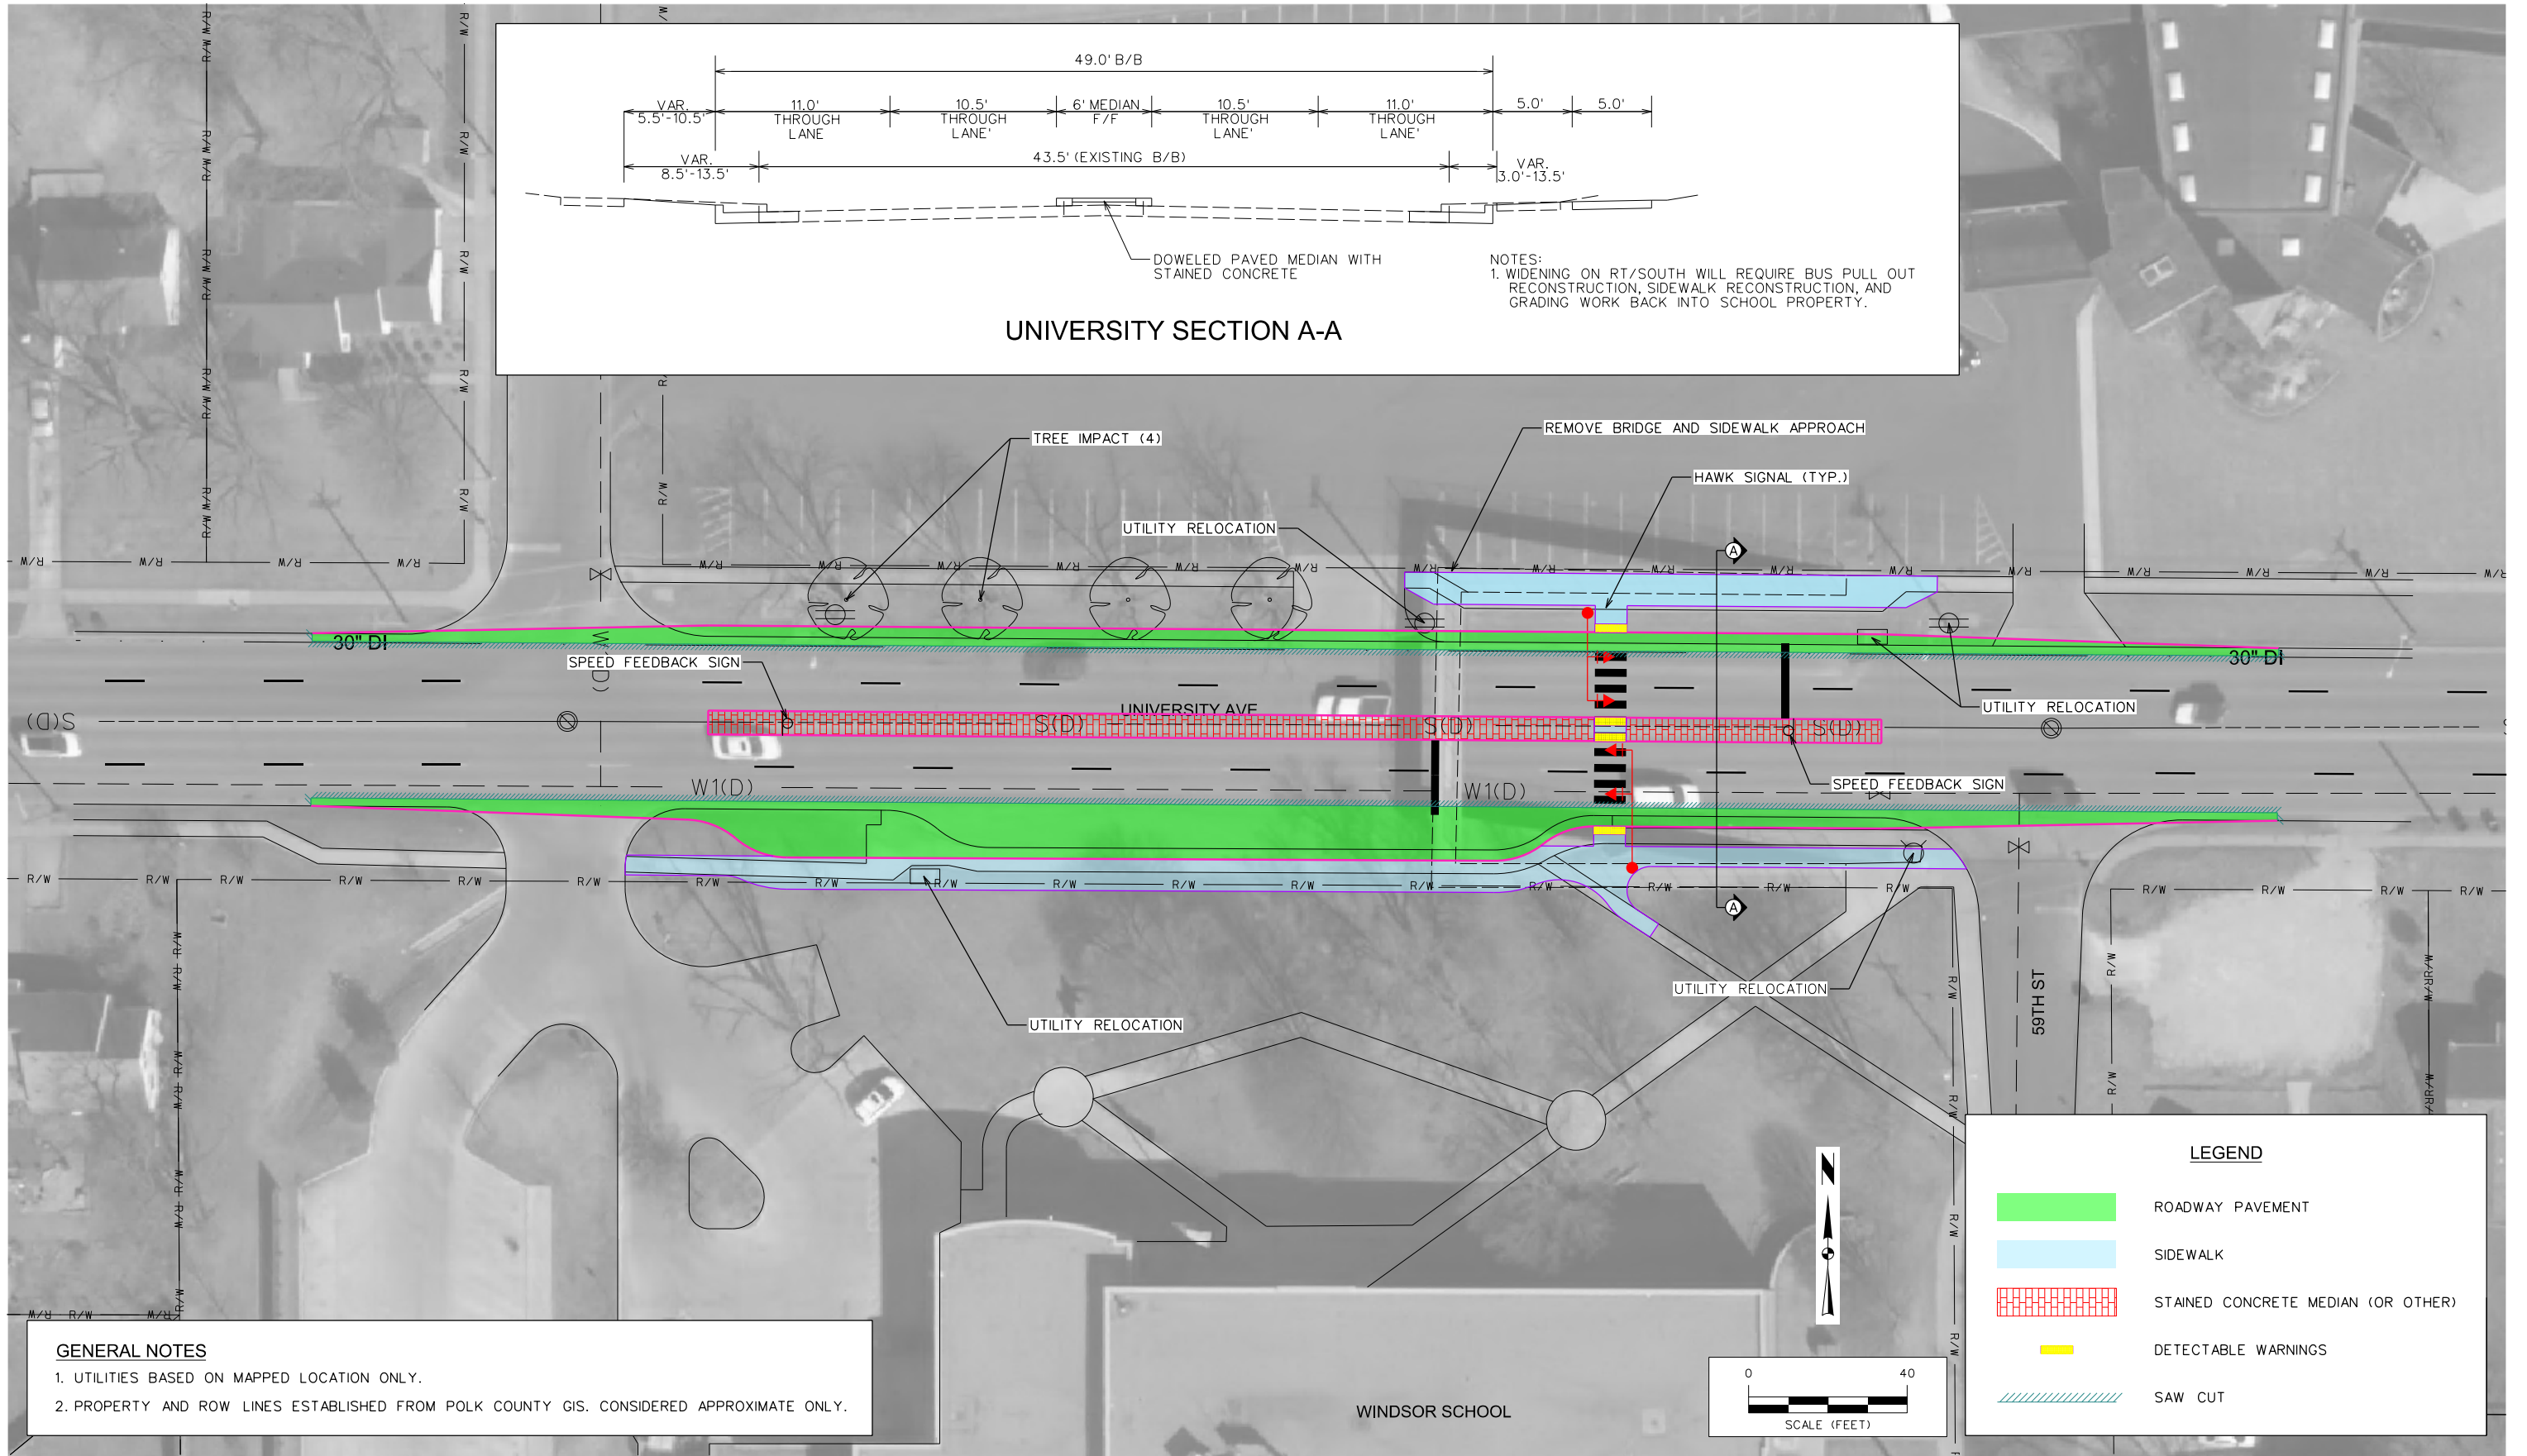 49.0' B/B
VAR.
5.5'-10.5'
11.0'
THROUGH
LANE
10.5'
THROUGH
LANE'
6' MEDIAN
F/F
10.5'
THROUGH
LANE'
11.0'
THROUGH
LANE'
5.0'
5.0'
VAR.
8.5'-13.5'
43.5' (EXISTING B/B)
VAR.
3.0'-13.5'
DOWELED PAVED MEDIAN WITH
STAINED CONCRETE
NOTES:
1. WIDENING ON RT/SOUTH WILL REQUIRE BUS PULL OUT
RECONSTRUCTION, SIDEWALK RECONSTRUCTION, AND
GRADING WORK BACK INTO SCHOOL PROPERTY.
UNIVERSITY SECTION A-A
TREE IMPACT (4)
REMOVE BRIDGE AND SIDEWALK APPROACH
HAWK SIGNAL (TYP.)
UTILITY RELOCATION
A
R/W R/W R/W R/W R/W R/W R/W R/W R/W R/W R/W R/W R/W R/W R/W R/W R/W R/W
30" DI
30" DI
SPEED FEEDBACK SIGN
UNIVERSITY AVE
UTILITY RELOCATION
S(D)
S(D)
S(D)
S(D)
W1(D)
W1(D)
SPEED FEEDBACK SIGN
R/W R/W R/W R/W R/W R/W R/W R/W R/W R/W R/W R/W R/W R/W R/W R/W R/W R/W R/W R/W
A
UTILITY RELOCATION
UTILITY RELOCATION
59TH ST
N
LEGEND
ROADWAY PAVEMENT
SIDEWALK
STAINED CONCRETE MEDIAN (OR OTHER)
DETECTABLE WARNINGS
SAW CUT
R/W R/W R/W
GENERAL NOTES
1. UTILITIES BASED ON MAPPED LOCATION ONLY.
2. PROPERTY AND ROW LINES ESTABLISHED FROM POLK COUNTY GIS. CONSIDERED APPROXIMATE ONLY.
WINDSOR SCHOOL
0 40
SCALE (FEET)